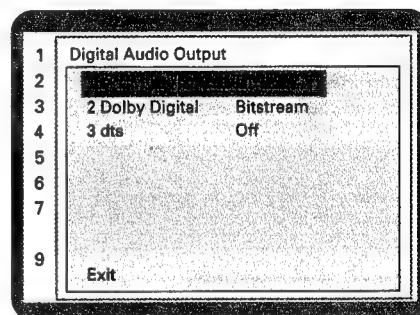 1 Digital Audio Output
2
3 2 Dolby Digital Bitstream
4 3 dts Off
5
6
7
9 Exit